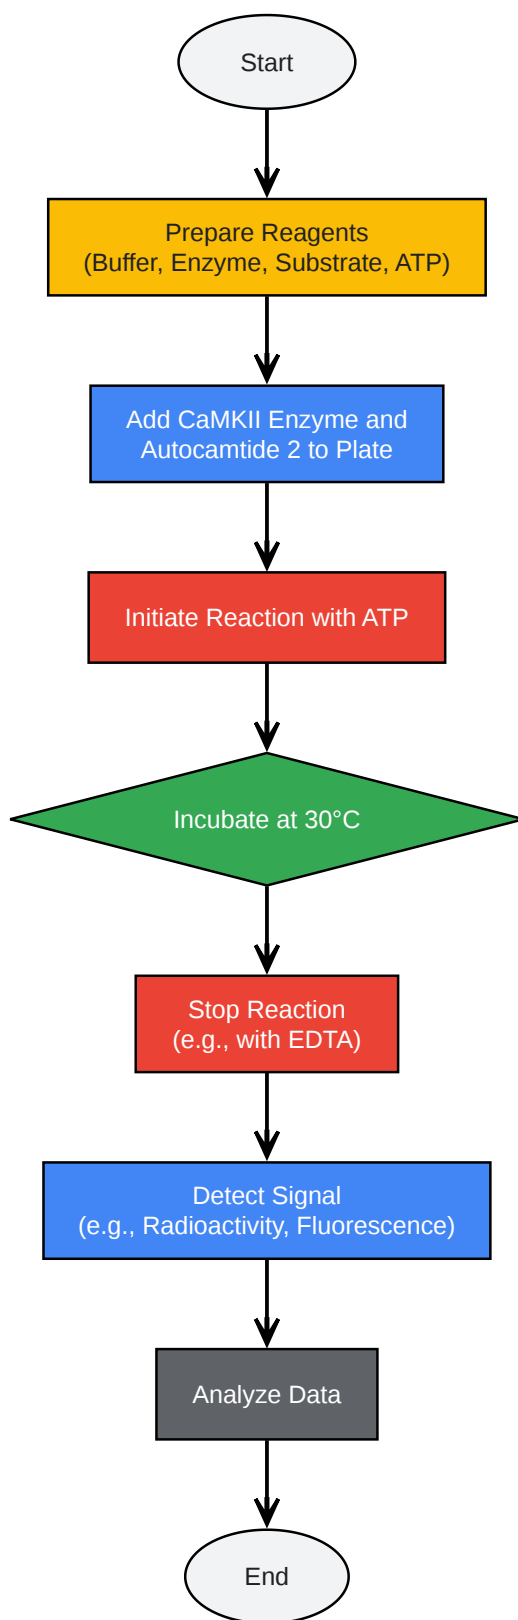 Start
Prepare Reagents
(Buffer, Enzyme, Substrate, ATP)
Add CaMKII Enzyme and
Autocamtide 2 to Plate
Initiate Reaction with ATP
Incubate at 30°C
Stop Reaction
(e.g., with EDTA)
Detect Signal
(e.g., Radioactivity, Fluorescence)
Analyze Data
End